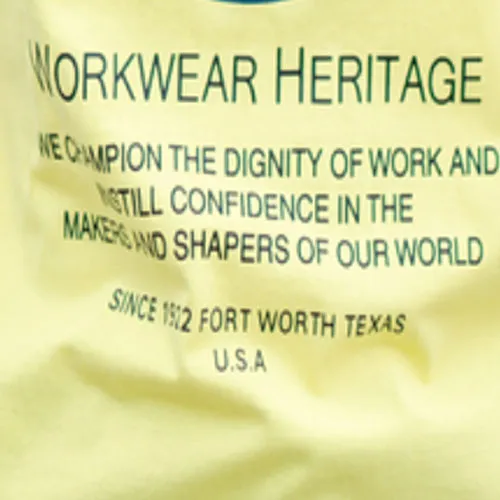 WORKWEAR HERITAGE
WE CHAMPION THE DIGNITY OF WORK AND
INSTILL CONFIDENCE IN THE
MAKERS AND SHAPERS OF OUR WORLD
SINCE 1922 FORT WORTH TEXAS
U.S.A